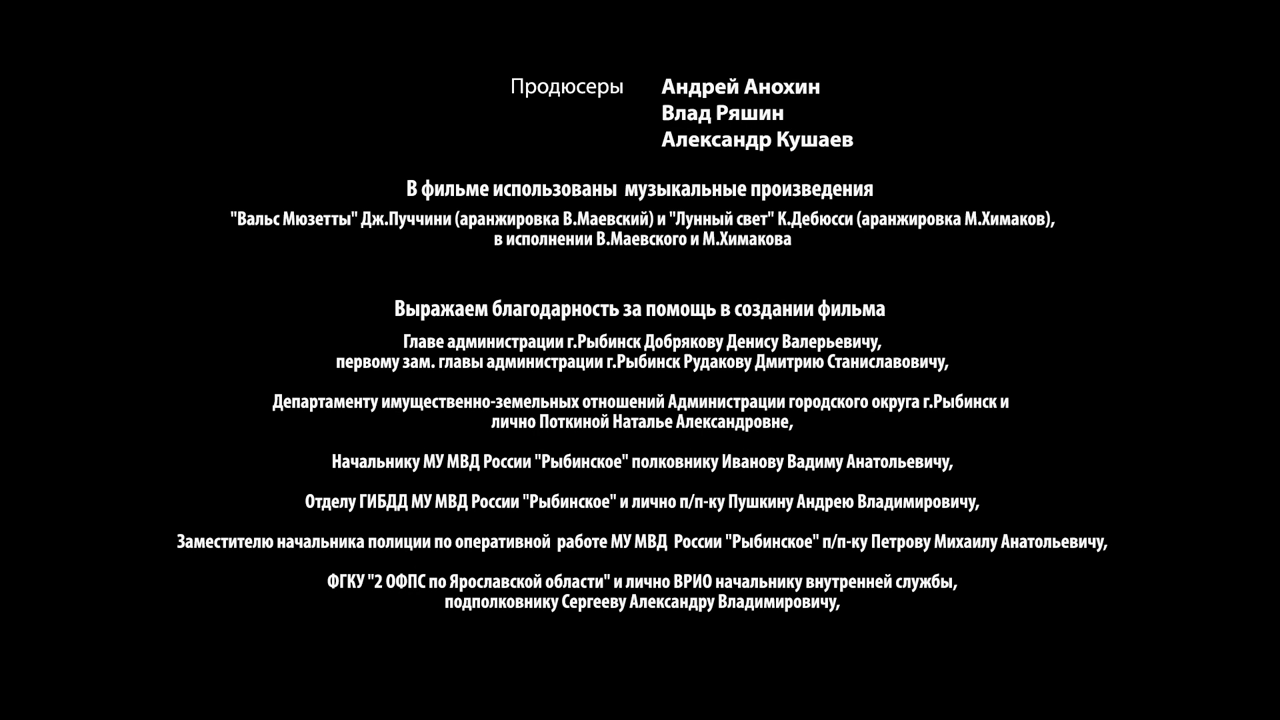 Продюсеры Андрей Анохин
Влад Ряшин
Александр Кушаев
В фильме использованы музыкальные произведения
"Вальс Мюзетты" Дж.Пуччини (аранжировка В.Маевский) и "Лунный свет" К.Дебюсси (аранжировка М.Химаков),
в исполнении В.Маевского и М.Химакова
Выражаем благодарность за помощь в создании фильма
Главе администрации г.Рыбинск Добрякову Денису Валерьевичу,
первому зам. главы администрации г.Рыбинск Рудакову Дмитрию Станиславовичу,
Департаменту имущественно-земельных отношений Администрации городского округа г.Рыбинск и
лично Поткиной Наталье Александровне,
Начальнику МУ МВД России "Рыбинское" полковнику Иванову Вадиму Анатольевичу,
Отделу ГИБДД МУ МВД России "Рыбинское" и лично п/п-ку Пушкину Андрею Владимировичу,
Заместителю начальника полиции по оперативной работе МУ МВД России "Рыбинское" п/п-ку Петрову Михаилу Анатольевичу,
ФГКУ "2 ОФПС по Ярославской области" и лично ВРИО начальнику внутренней службы,
подполковнику Сергееву Александру Владимировичу,